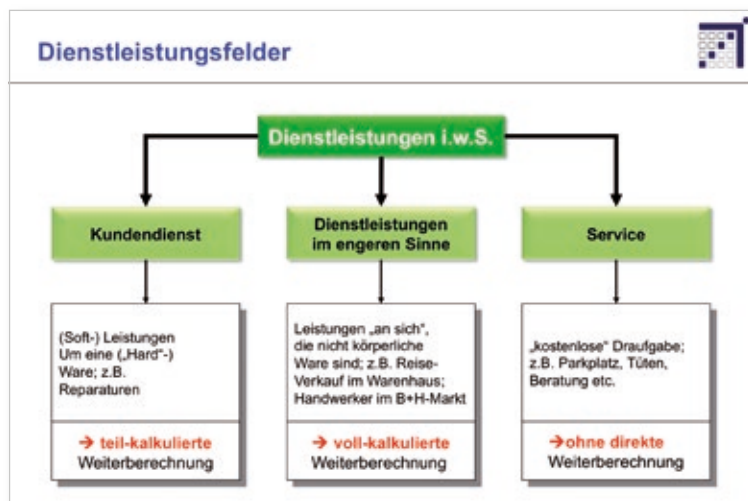 Dienstleistungsfelder
Dienstleistungen i.w.S.
Kundendienst
Dienstleistungen
im engeren Sinne
Service
(Soft-) Leistungen
Um eine („Hard"-)
Ware; z.B.
Reparaturen
➔ teil-kalkulierte
Weiterberechnung
Leistungen „an sich",
die nicht körperliche
Ware sind; z.B. Reise-
Verkauf im Warenhaus;
Handwerker im B+H-Markt
➔ voll-kalkulierte
Weiterberechnung
„kostenlose" Draufgabe;
z.B. Parkplatz, Tüten,
Beratung etc.
➔ohne direkte
Weiterberechnung